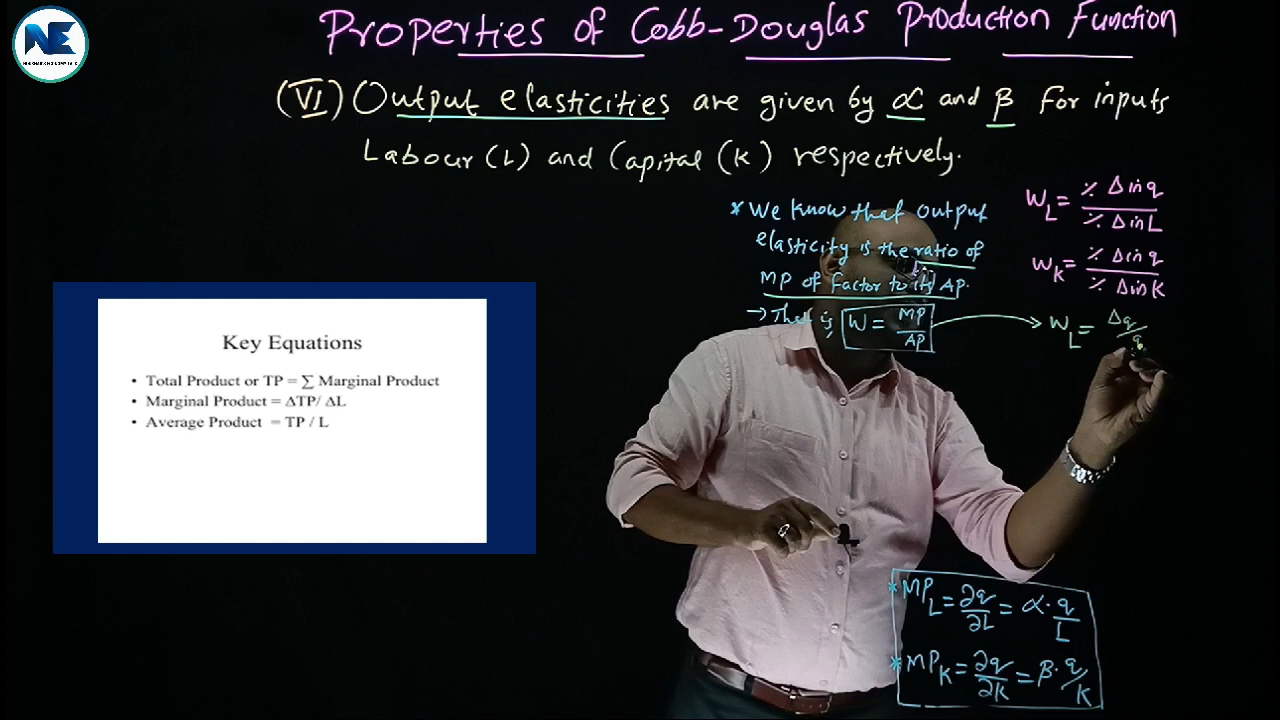 NE
Properties of Cobb-Douglas Production Function
(VI) Output elasticities are given by α and β for inputs
Labour (L) and Capital (K) respectively.
* We know that output
elasticity is the ratio of
MP of factor to its AP.
→ That is, W = MP/AP
W_L = % Δ in q / % Δ in L
W_K = % Δ in q / % Δ in K
W_L = Δq/q
Key Equations
• Total Product or TP = ∑ Marginal Product
• Marginal Product = ΔTP/ ΔL
• Average Product = TP / L
* MP_L = ∂q/∂L = α · q/L
* MP_K = ∂q/∂K = β · q/K